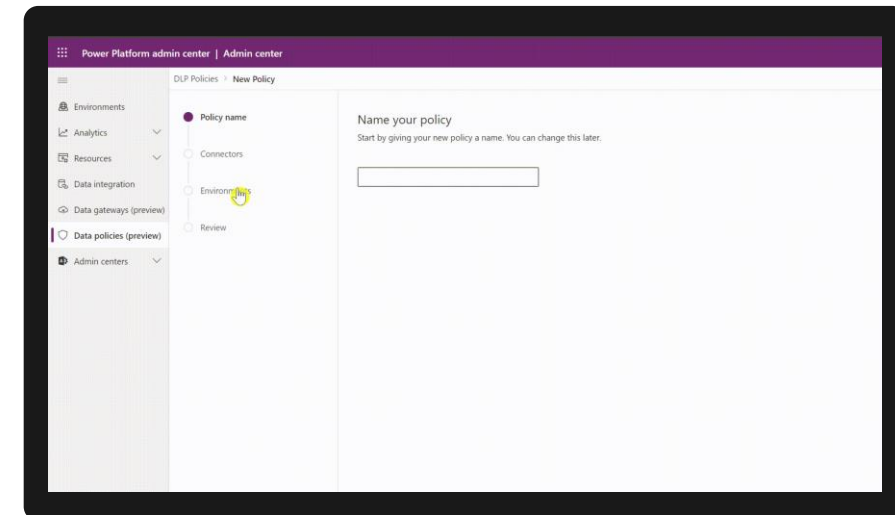 Power Platform admin center | Admin center
DLP Policies > New Policy
Environments
Analytics
Resources
Data integration
Data gateways (preview)
Data policies (preview)
Admin centers
Policy name
Connectors
Environments
Review
Name your policy
Start by giving your new policy a name. You can change this later.